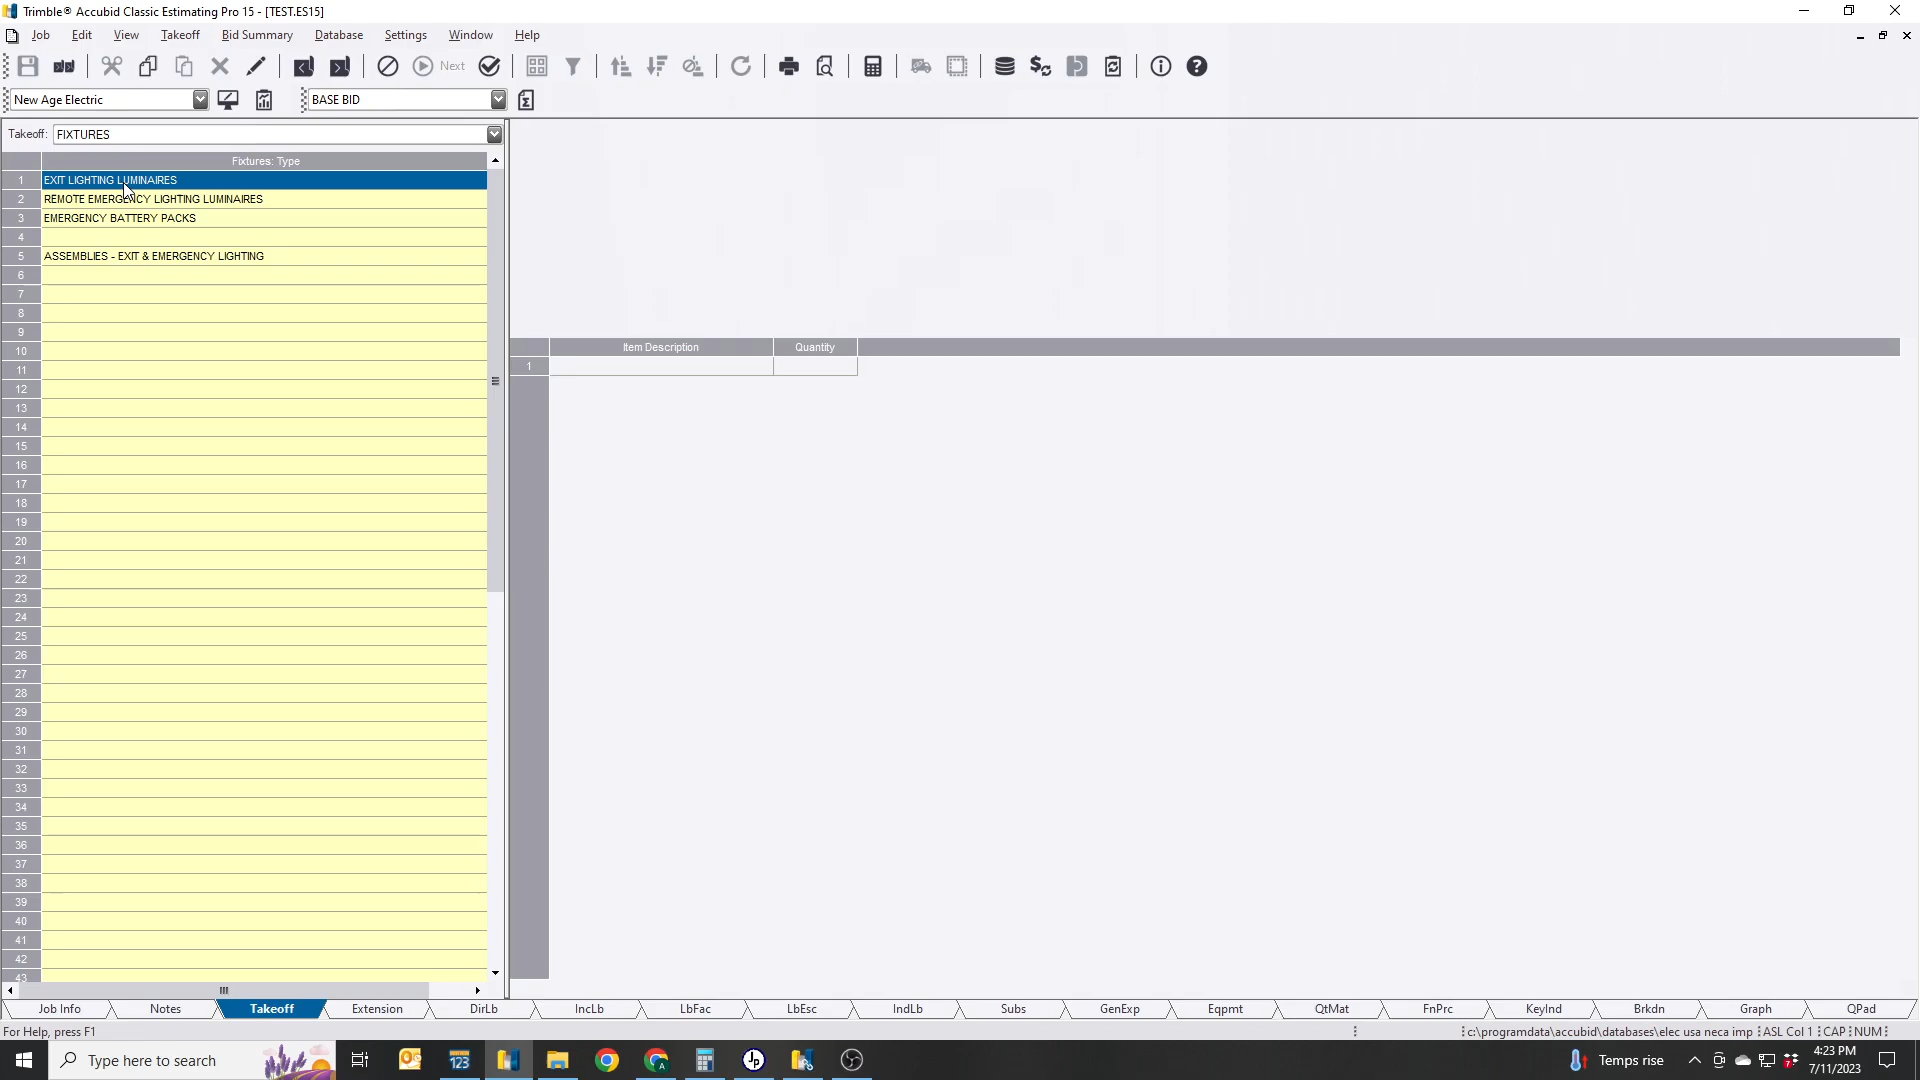 Trimble® Accubid Classic Estimating Pro 15 - [TEST.ES15]
Job Edit View Takeoff Bid Summary Database Settings Window Help
Next
New Age Electric BASE BID
Takeoff: FIXTURES
Fixtures: Type
1 EXIT LIGHTING LUMINAIRES
2 REMOTE EMERGENCY LIGHTING LUMINAIRES
3 EMERGENCY BATTERY PACKS
4
5 ASSEMBLIES - EXIT & EMERGENCY LIGHTING
6
7
8
9
10
11
12
13
14
15
16
17
18
19
20
21
22
23
24
25
26
27
28
29
30
31
32
33
34
35
36
37
38
39
40
41
42
43
Item Description Quantity
1
Job Info Notes Takeoff Extension DirLb IncLb LbFac LbEsc IndLb Subs GenExp Eqpmt QtMat FnPrc KeyInd Brkdn Graph QPad
For Help, press F1 c:\programdata\accubid\databases\elec usa neca imp ASL Col 1 CAP NUM
Type here to search 123 Temps rise 4:23 PM
7/11/2023